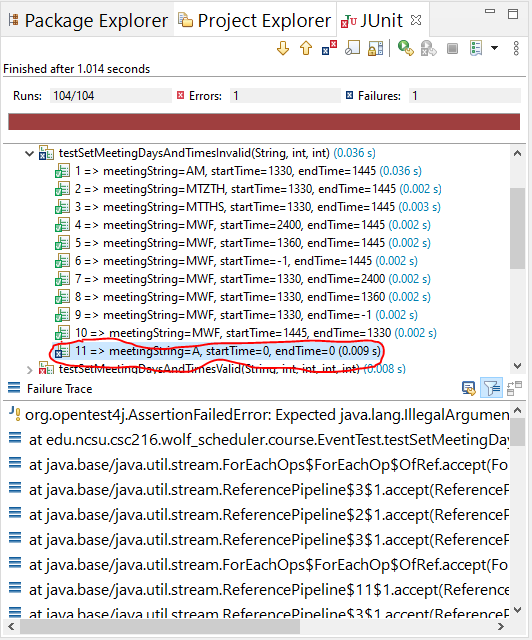 Package Explorer Project Explorer JUnit
Finished after 1.014 seconds
Runs: 104/104 Errors: 1 Failures: 1
testSetMeetingDaysAndTimesInvalid(String, int, int) (0.036 s)
1 => meetingString=AM, startTime=1330, endTime=1445 (0.036 s)
2 => meetingString=MTZTH, startTime=1330, endTime=1445 (0.002 s)
3 => meetingString=MTTHS, startTime=1330, endTime=1445 (0.003 s)
4 => meetingString=MWF, startTime=2400, endTime=1445 (0.002 s)
5 => meetingString=MWF, startTime=1360, endTime=1445 (0.002 s)
6 => meetingString=MWF, startTime=-1, endTime=1445 (0.002 s)
7 => meetingString=MWF, startTime=1330, endTime=2400 (0.002 s)
8 => meetingString=MWF, startTime=1330, endTime=1360 (0.002 s)
9 => meetingString=MWF, startTime=1330, endTime=-1 (0.002 s)
10 => meetingString=MWF, startTime=1445, endTime=1330 (0.002 s)
11 => meetingString=A, startTime=0, endTime=0 (0.009 s)
testSetMeetingDaysAndTimesValid(String, int, int, int, int) (0.008 s)
Failure Trace
org.opentest4j.AssertionFailedError: Expected java.lang.IllegalArgumen
at edu.ncsu.csc216.wolf_scheduler.course.EventTest.testSetMeetingDay
at java.base/java.util.stream.ForEachOps$ForEachOp$OfRef.accept(Fo
at java.base/java.util.stream.ReferencePipeline$3$1.accept(ReferenceP
at java.base/java.util.stream.ReferencePipeline$2$1.accept(ReferenceP
at java.base/java.util.stream.ReferencePipeline$3$1.accept(ReferenceP
at java.base/java.util.stream.ForEachOps$ForEachOp$OfRef.accept(Fo
at java.base/java.util.stream.ReferencePipeline$11$1.accept(Reference
at java.base/java.util.stream.ReferencePipeline$3$1.accept(ReferenceP